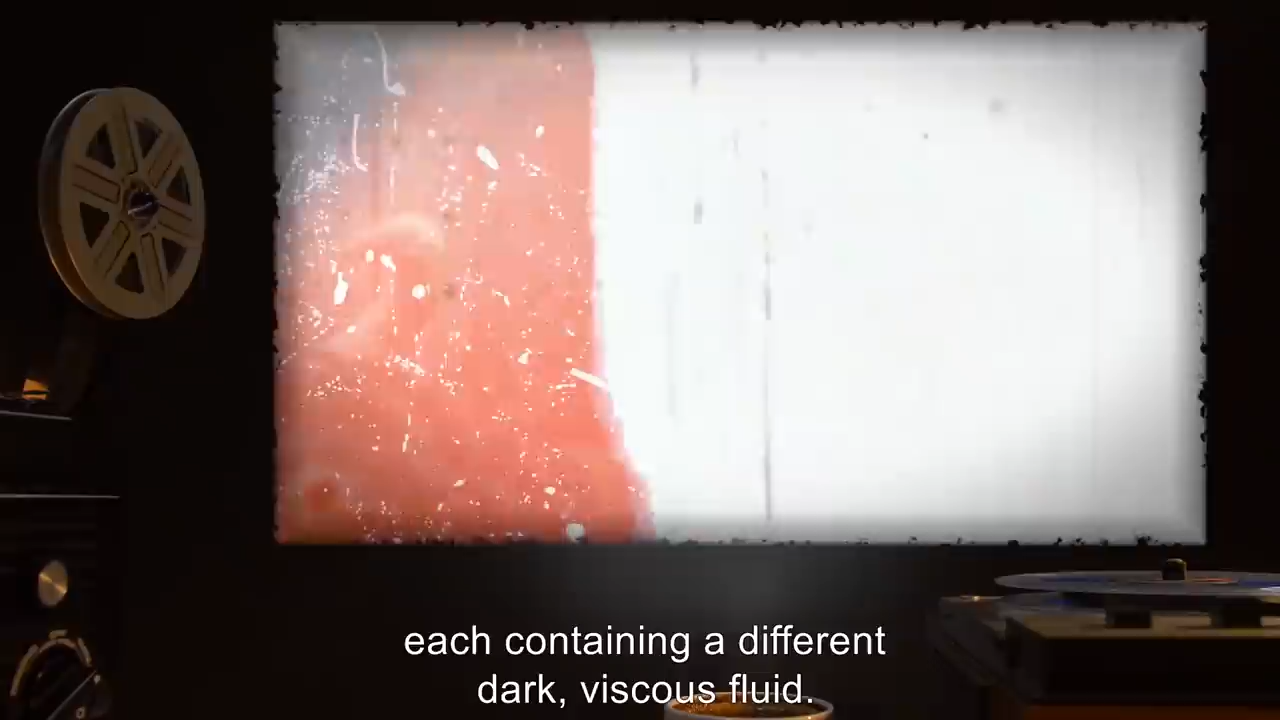 each containing a different
dark, viscous fluid.